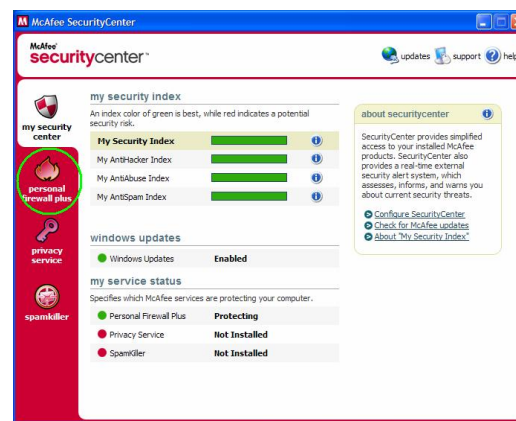 McAfee SecurityCenter
McAfee
securitycenter
updates support help
my security center
personal firewall plus
privacy service
spamkiller
my security index
An index color of green is best, while red indicates a potential
security risk.
My Security Index
My AntiHacker Index
My AntiAbuse Index
My AntiSpam Index
windows updates
Windows Updates Enabled
my service status
Specifies which McAfee services are protecting your computer.
Personal Firewall Plus Protecting
Privacy Service Not Installed
SpamKiller Not Installed
about securitycenter
SecurityCenter provides simplified
access to your installed McAfee
products. SecurityCenter also
provides a real-time external
security alert system, which
assesses, informs, and warns you
about current security threats.
Configure SecurityCenter
Check for McAfee updates
About "My Security Index"